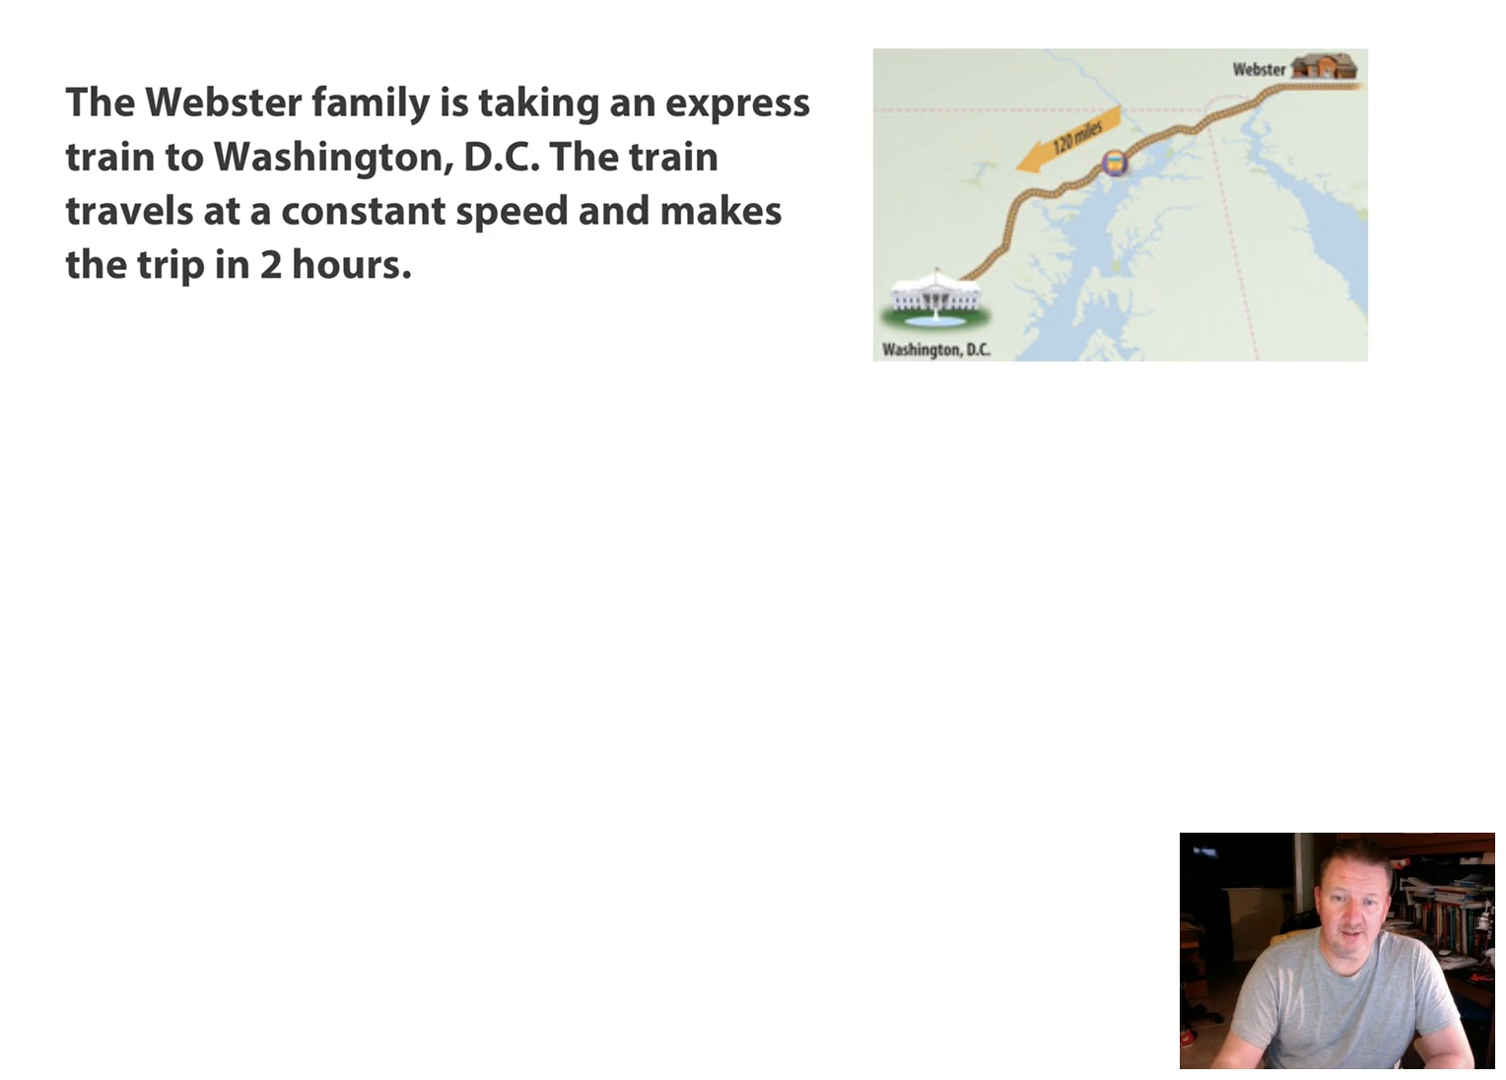 The Webster family is taking an express
train to Washington, D.C. The train
travels at a constant speed and makes
the trip in 2 hours.
Webster
120 miles
Washington, D.C.